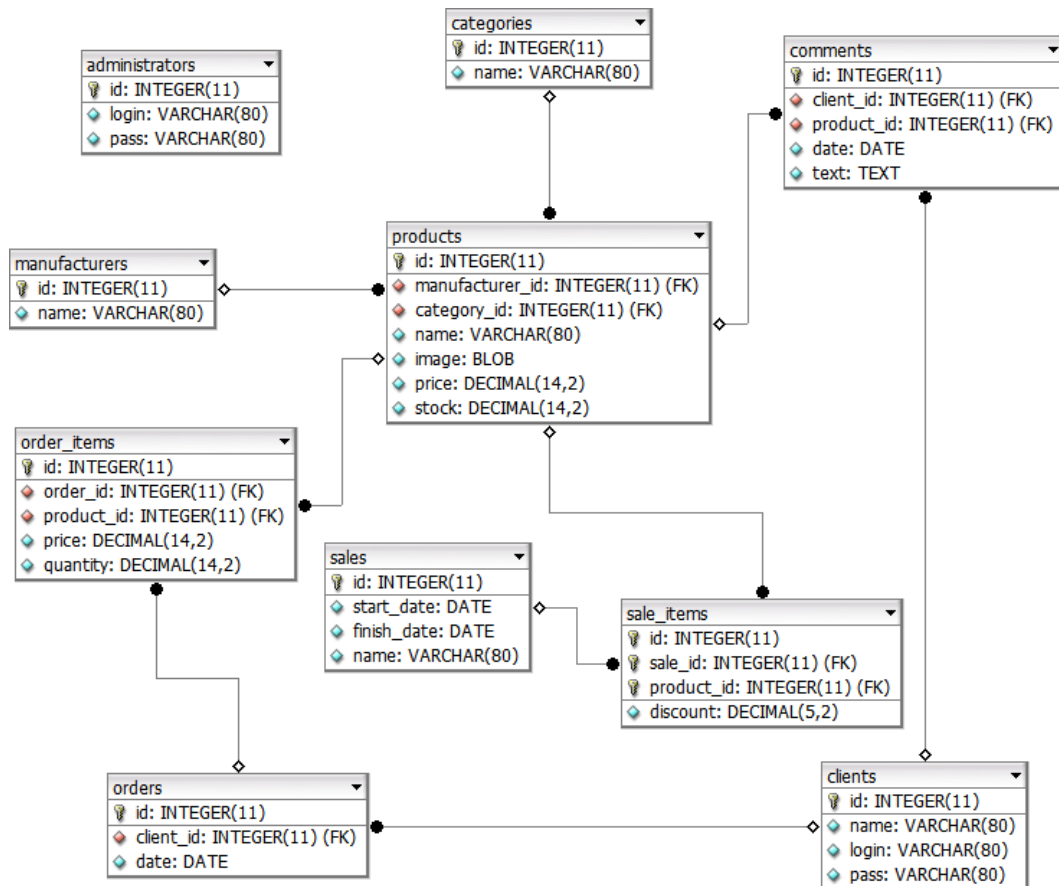 categories
id: INTEGER(11)
name: VARCHAR(80)
administrators
id: INTEGER(11)
login: VARCHAR(80)
pass: VARCHAR(80)
comments
id: INTEGER(11)
client_id: INTEGER(11) (FK)
product_id: INTEGER(11) (FK)
date: DATE
text: TEXT
products
id: INTEGER(11)
manufacturer_id: INTEGER(11) (FK)
category_id: INTEGER(11) (FK)
name: VARCHAR(80)
image: BLOB
price: DECIMAL(14,2)
stock: DECIMAL(14,2)
manufacturers
id: INTEGER(11)
name: VARCHAR(80)
order_items
id: INTEGER(11)
order_id: INTEGER(11) (FK)
product_id: INTEGER(11) (FK)
price: DECIMAL(14,2)
quantity: DECIMAL(14,2)
sales
id: INTEGER(11)
start_date: DATE
finish_date: DATE
name: VARCHAR(80)
sale_items
id: INTEGER(11)
sale_id: INTEGER(11) (FK)
product_id: INTEGER(11) (FK)
discount: DECIMAL(5,2)
orders
id: INTEGER(11)
client_id: INTEGER(11) (FK)
date: DATE
clients
id: INTEGER(11)
name: VARCHAR(80)
login: VARCHAR(80)
pass: VARCHAR(80)